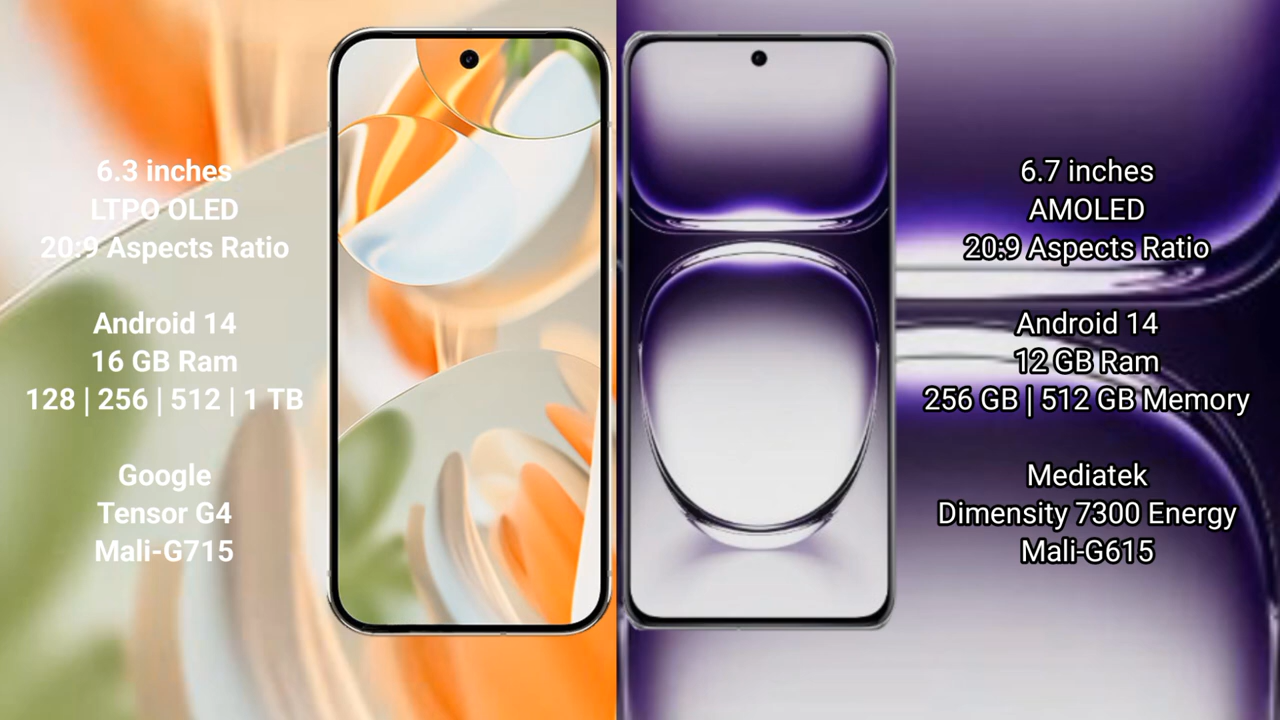 6.3 inches
LTPO OLED
20:9 Aspects Ratio
Android 14
16 GB Ram
128 | 256 | 512 | 1 TB
Google
Tensor G4
Mali-G715
6.7 inches
AMOLED
20:9 Aspects Ratio
Android 14
12 GB Ram
256 GB | 512 GB Memory
Mediatek
Dimensity 7300 Energy
Mali-G615